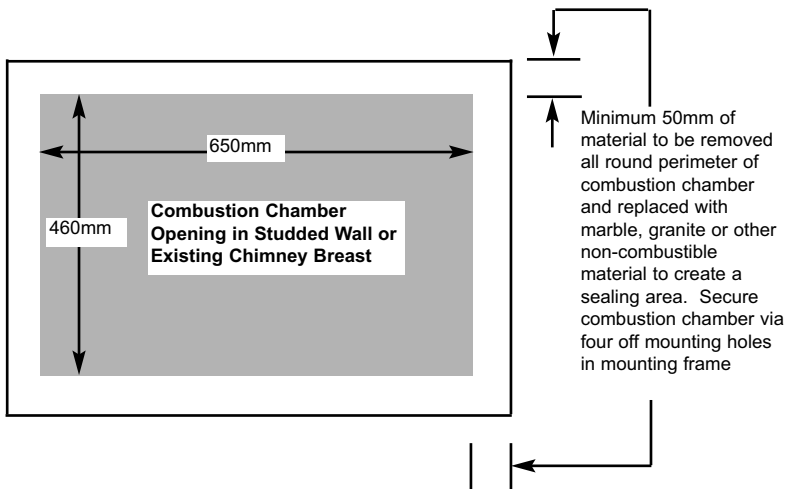 650mm
460mm
Combustion Chamber
Opening in Studded Wall or
Existing Chimney Breast
Minimum 50mm of
material to be removed
all round perimeter of
combustion chamber
and replaced with
marble, granite or other
non-combustible
material to create a
sealing area.  Secure
combustion chamber via
four off mounting holes
in mounting frame